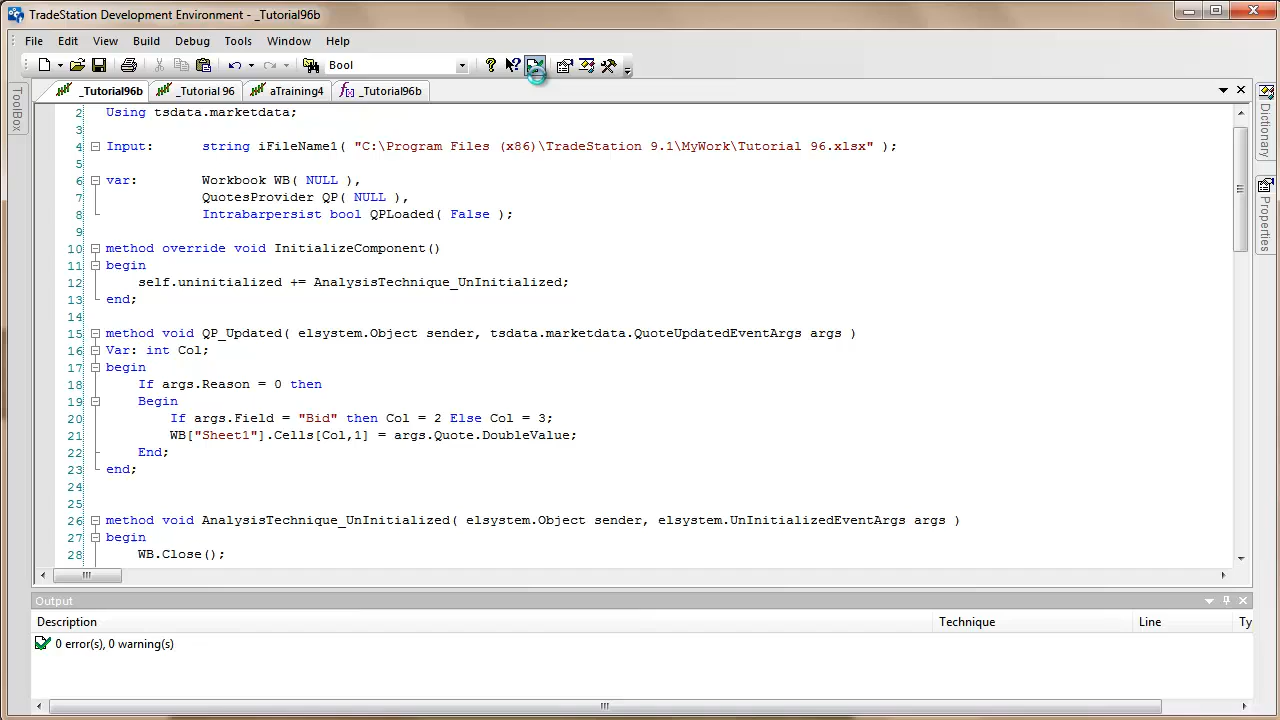 TradeStation Development Environment - _Tutorial96b
File Edit View Build Debug Tools Window Help
Bool
_Tutorial96b _Tutorial 96 aTraining4 _Tutorial96b
ToolBox
Dictionary
Properties
2 Using tsdata.marketdata;
3
4 Input: string iFileName1( "C:\Program Files (x86)\TradeStation 9.1\MyWork\Tutorial 96.xlsx" );
5
6 var: Workbook WB( NULL ),
7 QuotesProvider QP( NULL ),
8 Intrabarpersist bool QPLoaded( False );
9
10 method override void InitializeComponent()
11 begin
12 self.uninitialized += AnalysisTechnique_UnInitialized;
13 end;
14
15 method void QP_Updated( elsystem.Object sender, tsdata.marketdata.QuoteUpdatedEventArgs args )
16 Var: int Col;
17 begin
18 If args.Reason = 0 then
19 Begin
20 If args.Field = "Bid" then Col = 2 Else Col = 3;
21 WB["Sheet1"].Cells[Col,1] = args.Quote.DoubleValue;
22 End;
23 end;
24
25
26 method void AnalysisTechnique_UnInitialized( elsystem.Object sender, elsystem.UnInitializedEventArgs args )
27 begin
28 WB.Close();
Output
Description Technique Line Ty
0 error(s), 0 warning(s)